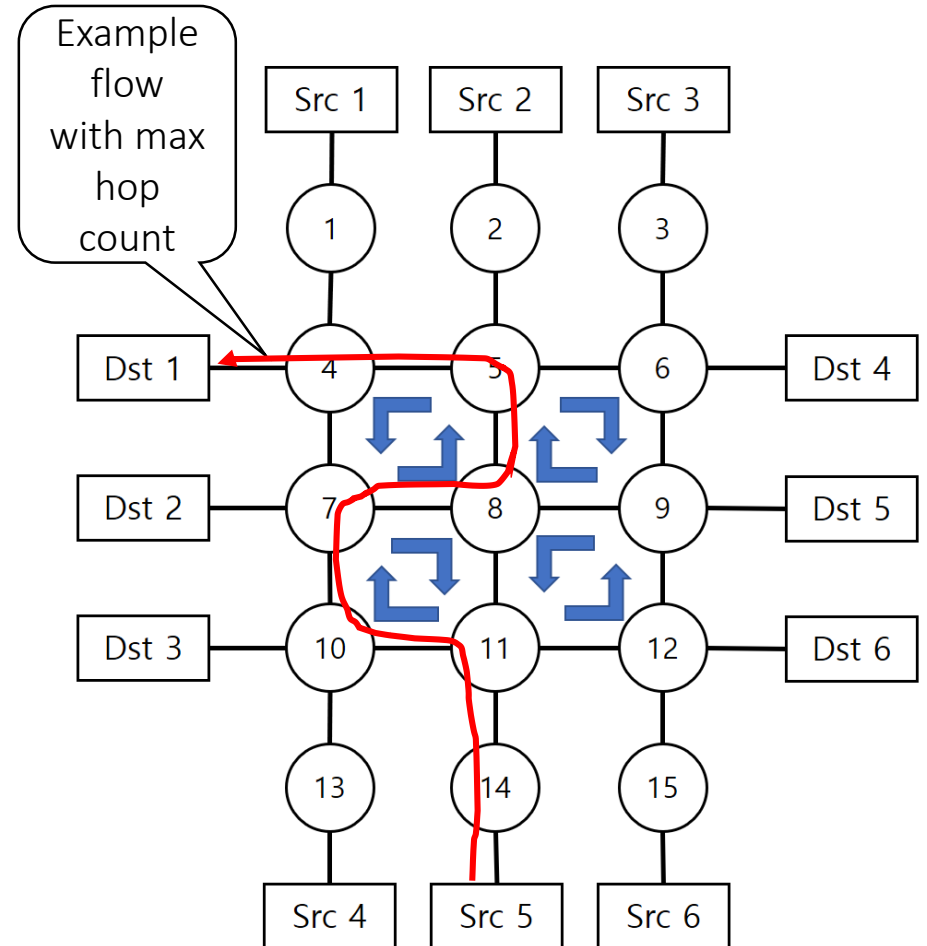 Example
flow
with max
hop
count
Src 1
Src 2
Src 3
1
2
3
Dst 1
4
5
6
Dst 4
Dst 2
7
8
9
Dst 5
Dst 3
10
11
12
Dst 6
13
14
15
Src 4
Src 5
Src 6